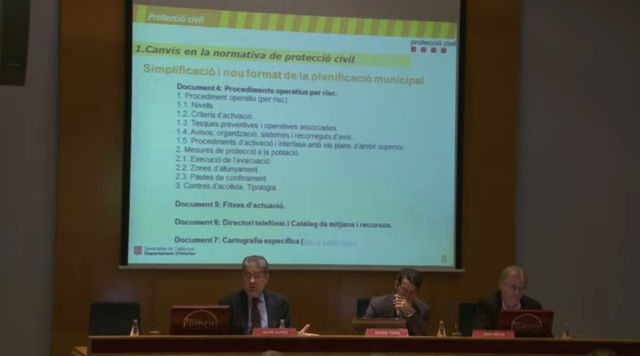 Protecció civil
protecció civil
1.Canvis en la normativa de protecció civil
Simplificació i nou format de la planificació municipal
Document 4: Procediments operatius per risc.
1. Procediment operatiu (per risc)
1.1. Nivells
1.2. Criteris d'activació.
1.3. Tasques preventives i operatives associades.
1.4. Avisos: organització, sistemes i recorreguts d'avís.
1.5. Procediments d'activació i interfase amb els plans d'àmbit superior.
2. Mesures de protecció a la població
2.1. Execució de l'evacuació
2.2. Zones d'allunyament
2.3. Pautes de confinament
3. Centres d'acollida. Tipologia.
Document 5: Fitxes d'actuació.
Document 6: Directori telefònic i Catàleg de mitjans i recursos.
Document 7: Cartografia específica (
Generalitat de Catalunya
Departament d'Interior
8
Foment
Foment